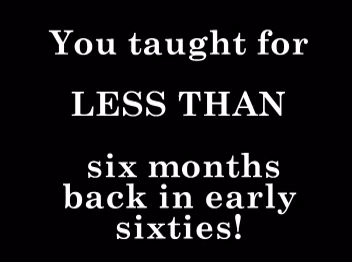 You taught for
LESS THAN
six months
back in early
sixties!